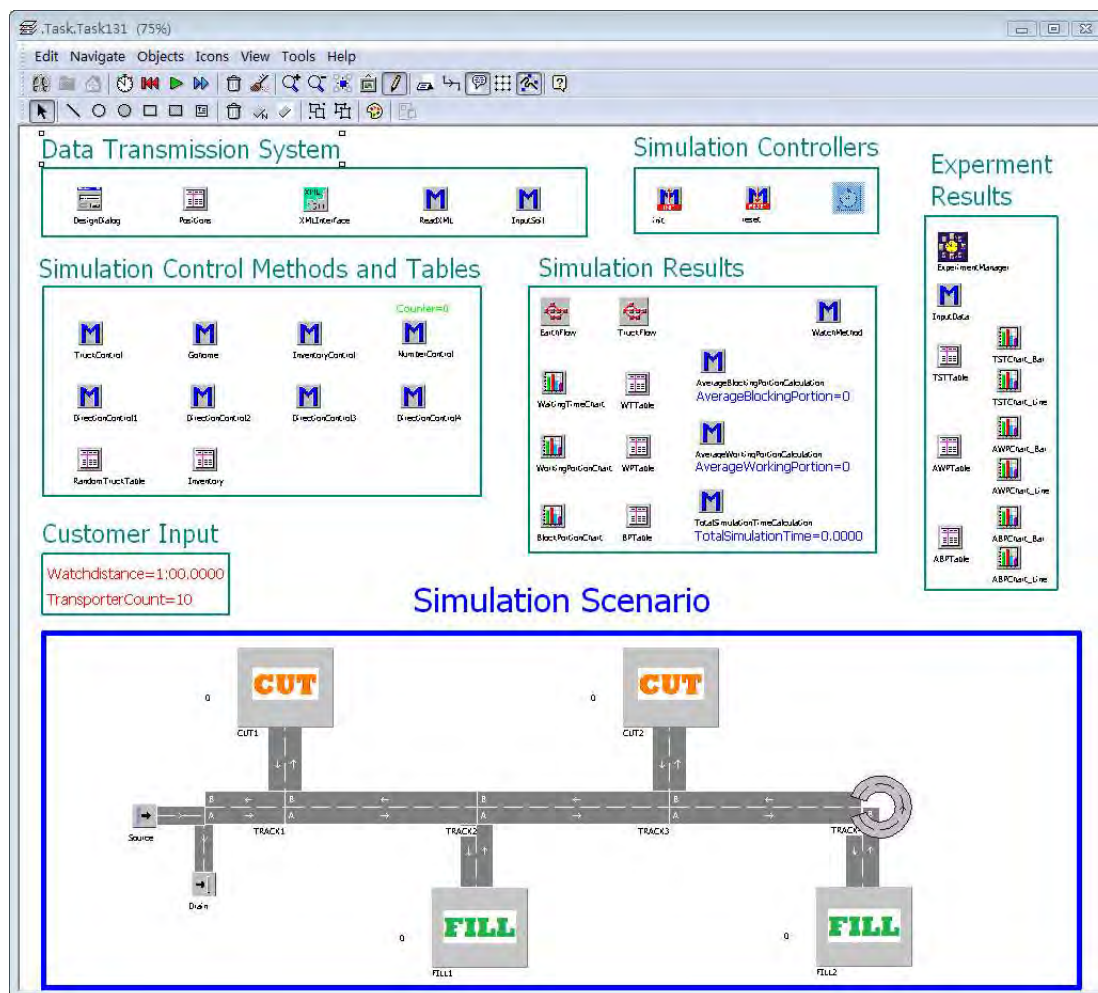 .Task.Task131 (75%)
Edit Navigate Objects Icons View Tools Help
Data Transmission System
DesignDialog Positions XMLInterface ReadXML InputSoil
Simulation Controllers
init reset
Experment
Results
ExperimentManager
InputData
TSTTable
TSTChart_Bar
TSTChart_Line
AWPTable
AWPChart_Bar
AWPChart_Line
ABPTable
ABPChart_Bar
ABPChart_Line
Simulation Control Methods and Tables
Counter=0
TruckControl Gohome InventoryControl NumberControl
DirectionControl1 DirectionControl2 DirectionControl3 DirectionControl4
RandomTruckTable Inventory
Simulation Results
EarthFlow TruckFlow WatchMethod
WaitingTimeChart WTTable AverageBlockingPortionCalculation
AverageBlockingPortion=0
WorkingPortionChart WPTable AverageWorkingPortionCalculation
AverageWorkingPortion=0
BlockPortionChart BPTable TotalSimulationTimeCalculation
TotalSimulationTime=0.0000
Customer Input
Watchdistance=1:00.0000
TransporterCount=10
Simulation Scenario
CUT
0
CUT1
CUT
0
CUT2
B B B B
A A A A
Source TRACK1 TRACK2 TRACK3
Drain
FILL
0
FILL1
FILL
0
FILL2